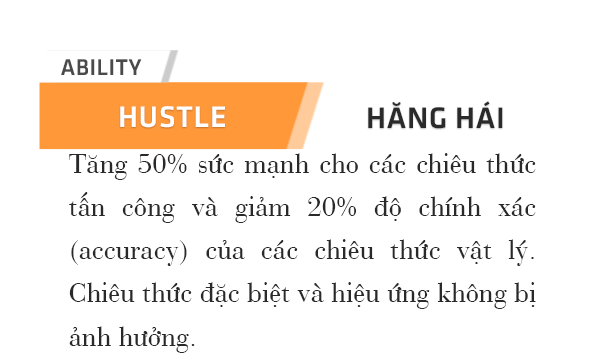 ABILITY
HUSTLE HĂNG HÁI
Tăng 50% sức mạnh cho các chiêu thức
tấn công và giảm 20% độ chính xác
(accuracy) của các chiêu thức vật lý.
Chiêu thức đặc biệt và hiệu ứng không bị
ảnh hưởng.